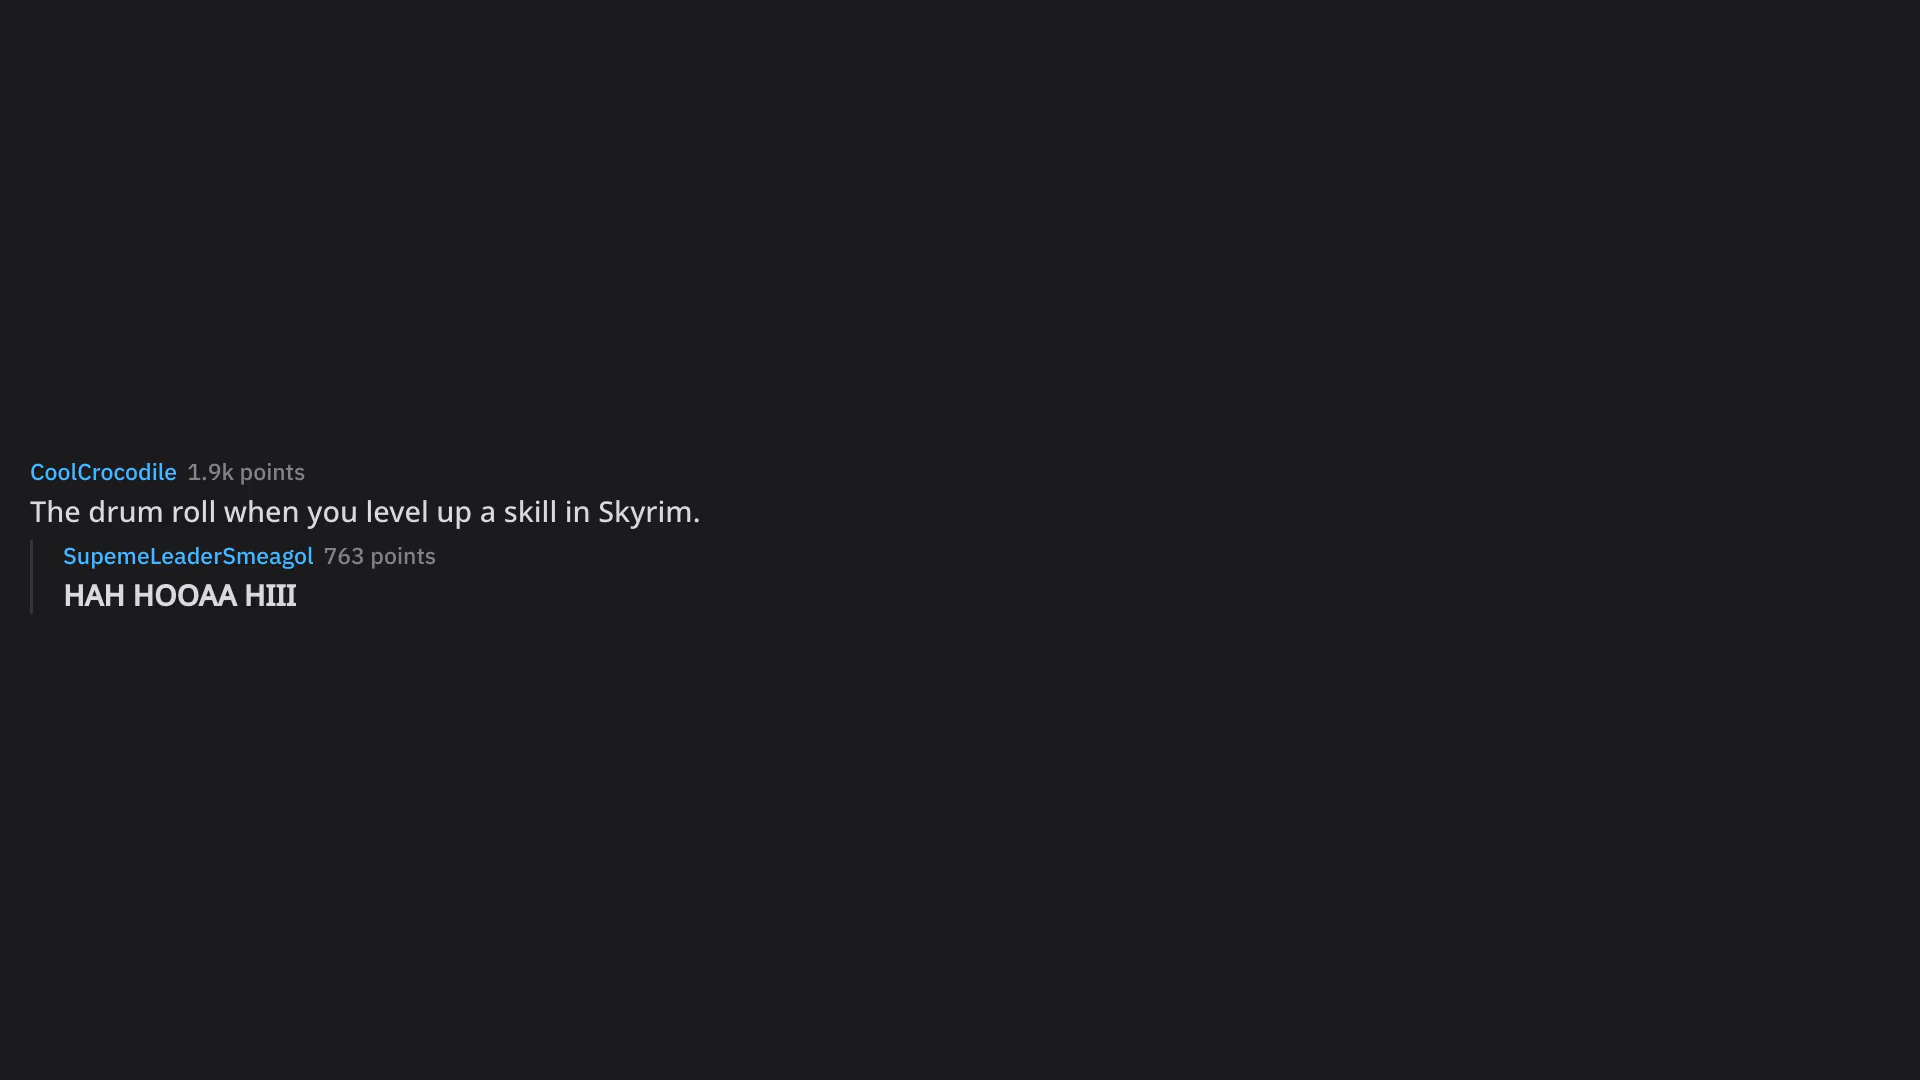 CoolCrocodile 1.9k points
The drum roll when you level up a skill in Skyrim.
SupemeLeaderSmeagol 763 points
HAH HOOAA HIII